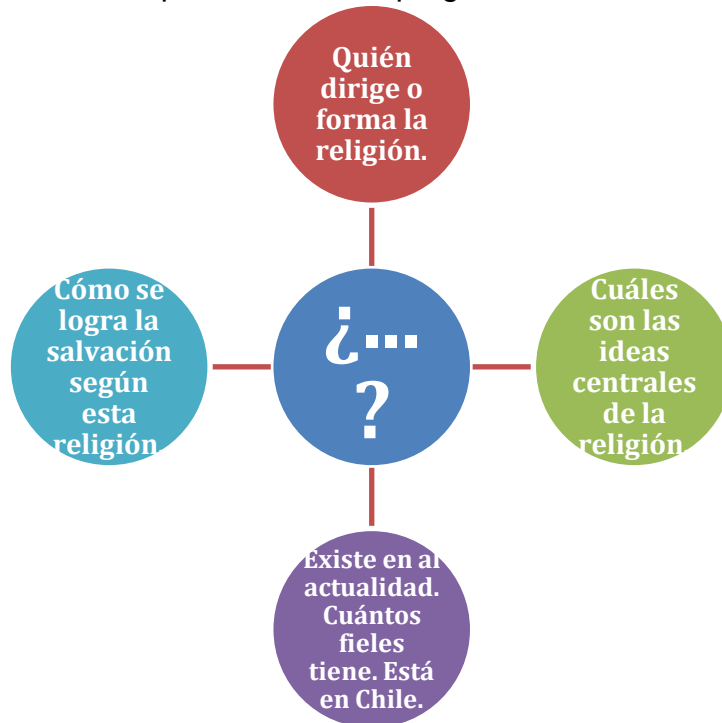 Quién
dirige o
forma la
religión.
Cómo se
logra la
salvación
según
esta
religión.
¿...
?
Cuáles
son las
ideas
centrales
de la
religión
Existe en al
actualidad.
Cuántos
fieles
tiene. Está
en Chile.